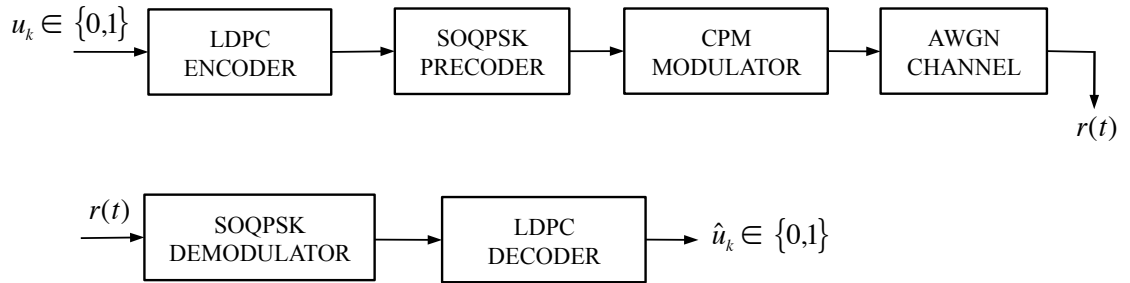 u_k ∈ {0,1}
LDPC
ENCODER
SOQPSK
PRECODER
CPM
MODULATOR
AWGN
CHANNEL
r(t)
r(t)
SOQPSK
DEMODULATOR
LDPC
DECODER
û_k ∈ {0,1}